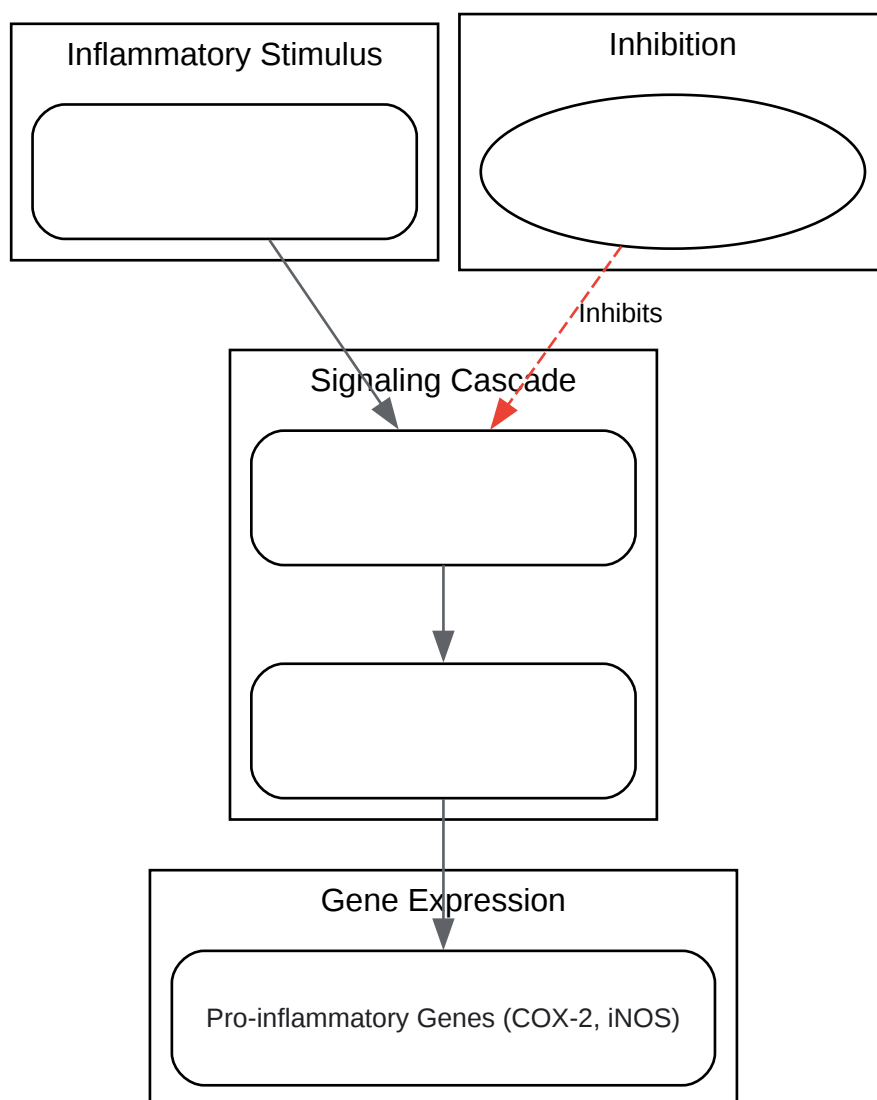 Inflammatory Stimulus
Inhibition
Inhibits
Signaling Cascade
Gene Expression
Pro-inflammatory Genes (COX-2, iNOS)